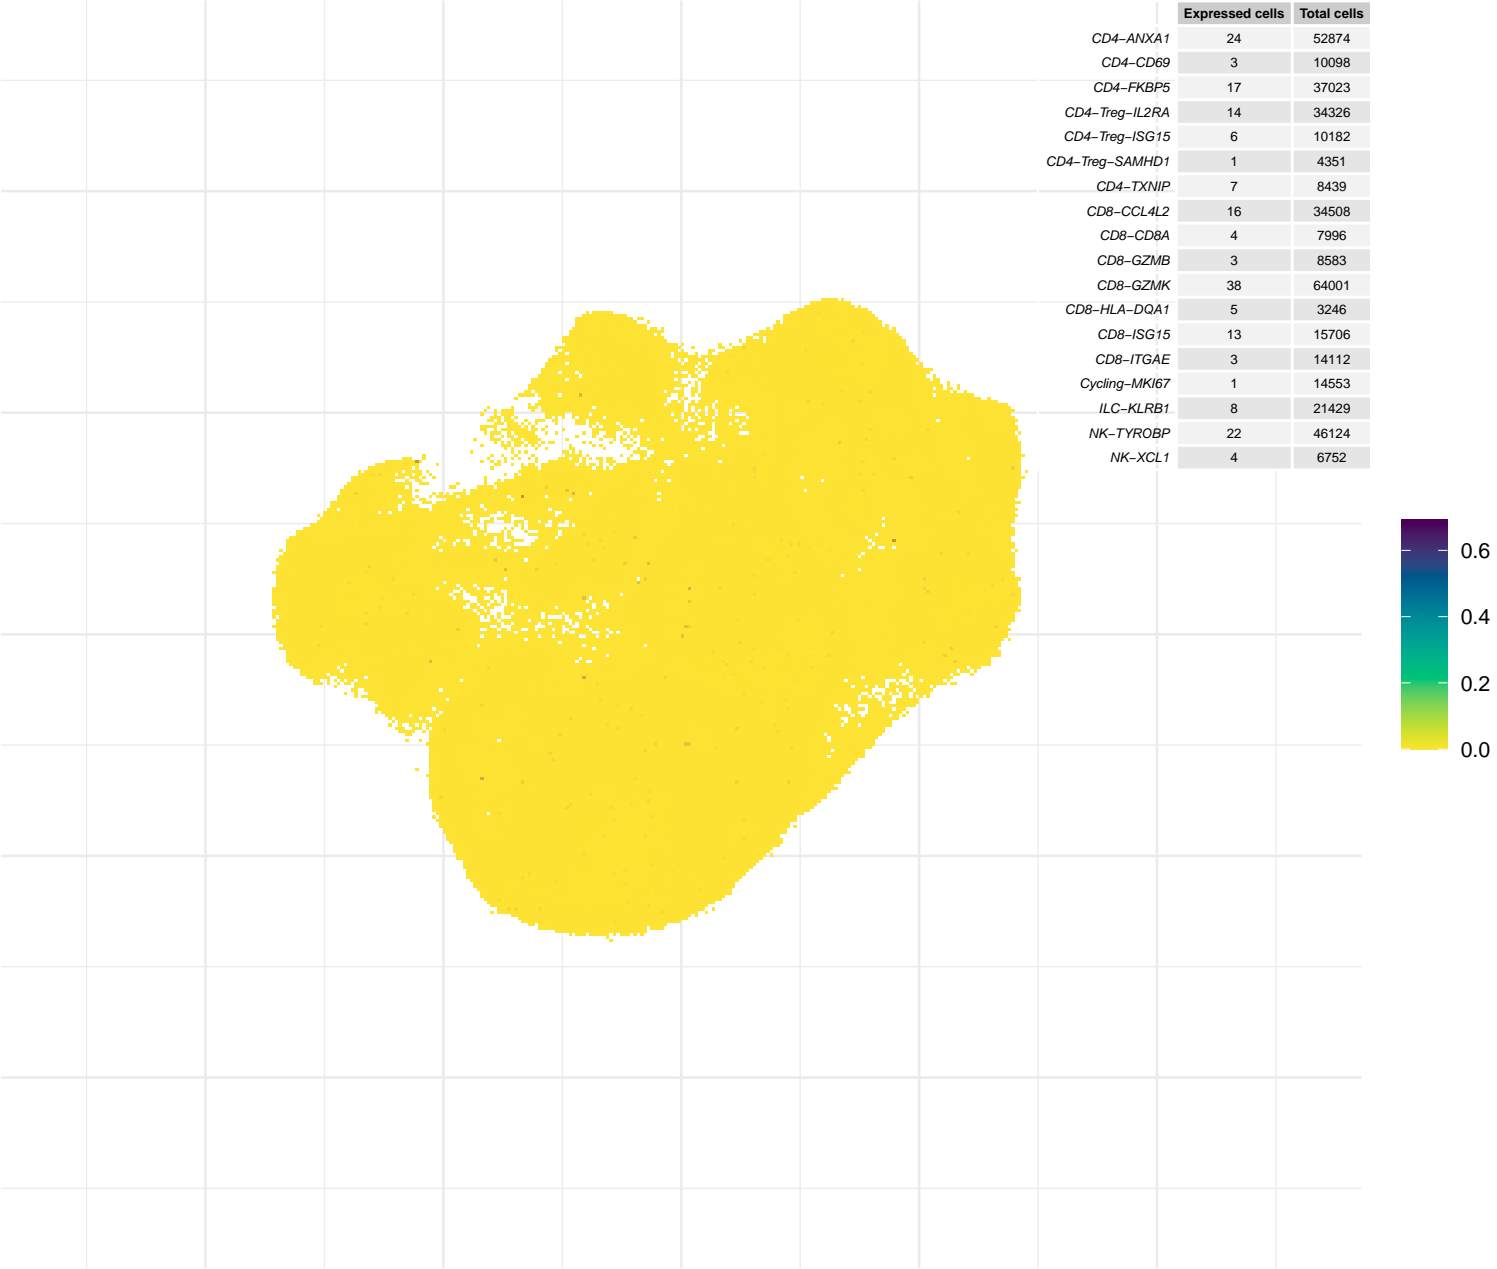 Expressed cells Total cells
CD4−ANXA1 24 52874
CD4−CD69 3 10098
CD4−FKBP5 17 37023
CD4−Treg−IL2RA 14 34326
CD4−Treg−ISG15 6 10182
CD4−Treg−SAMHD1 1 4351
CD4−TXNIP 7 8439
CD8−CCL4L2 16 34508
CD8−CD8A 4 7996
CD8−GZMB 3 8583
CD8−GZMK 38 64001
CD8−HLA−DQA1 5 3246
CD8−ISG15 13 15706
CD8−ITGAE 3 14112
Cycling−MKI67 1 14553
ILC−KLRB1 8 21429
NK−TYROBP 22 46124
NK−XCL1 4 6752
0.6
0.4
0.2
0.0